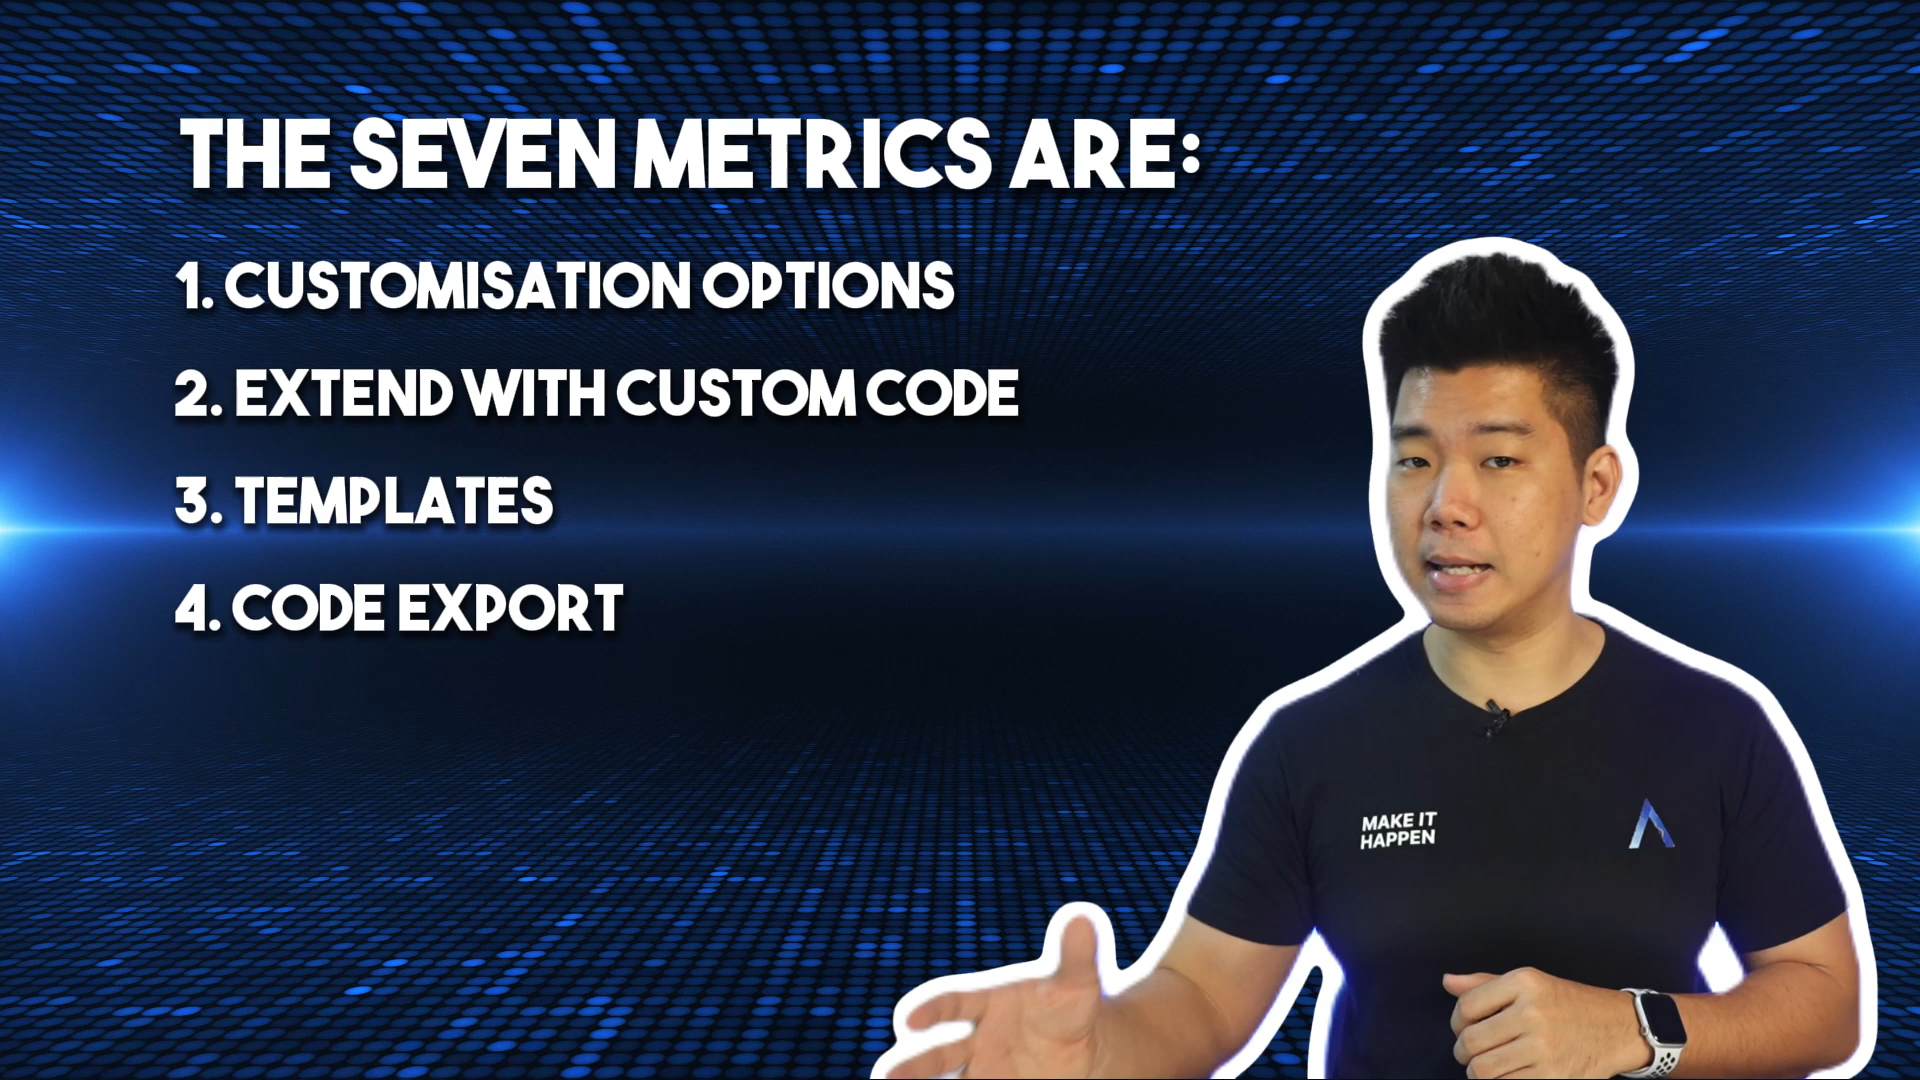 THE SEVEN METRICS ARE:
1. CUSTOMISATION OPTIONS
2. EXTEND WITH CUSTOM CODE
3. TEMPLATES
4. CODE EXPORT
MAKE IT
HAPPEN